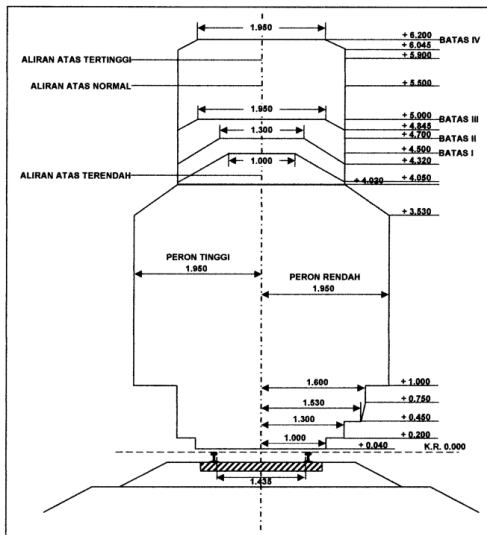 1.950
+ 6.200
BATAS IV
+ 6.045
+ 5.900
ALIRAN ATAS TERTINGGI
ALIRAN ATAS NORMAL
+ 5.500
1.950
+ 5.000
BATAS III
+ 4.845
1.300
+ 4.700
BATAS II
1.000
+ 4.500
BATAS I
+ 4.320
ALIRAN ATAS TERENDAH
+ 4.050
+ 4.020
+ 3.530
PERON TINGGI
1.950
PERON RENDAH
1.950
1.600
+ 1.000
+ 0.750
1.530
+ 0.450
1.300
+ 0.200
1.000
+ 0.040
K.R. 0.000
1.435